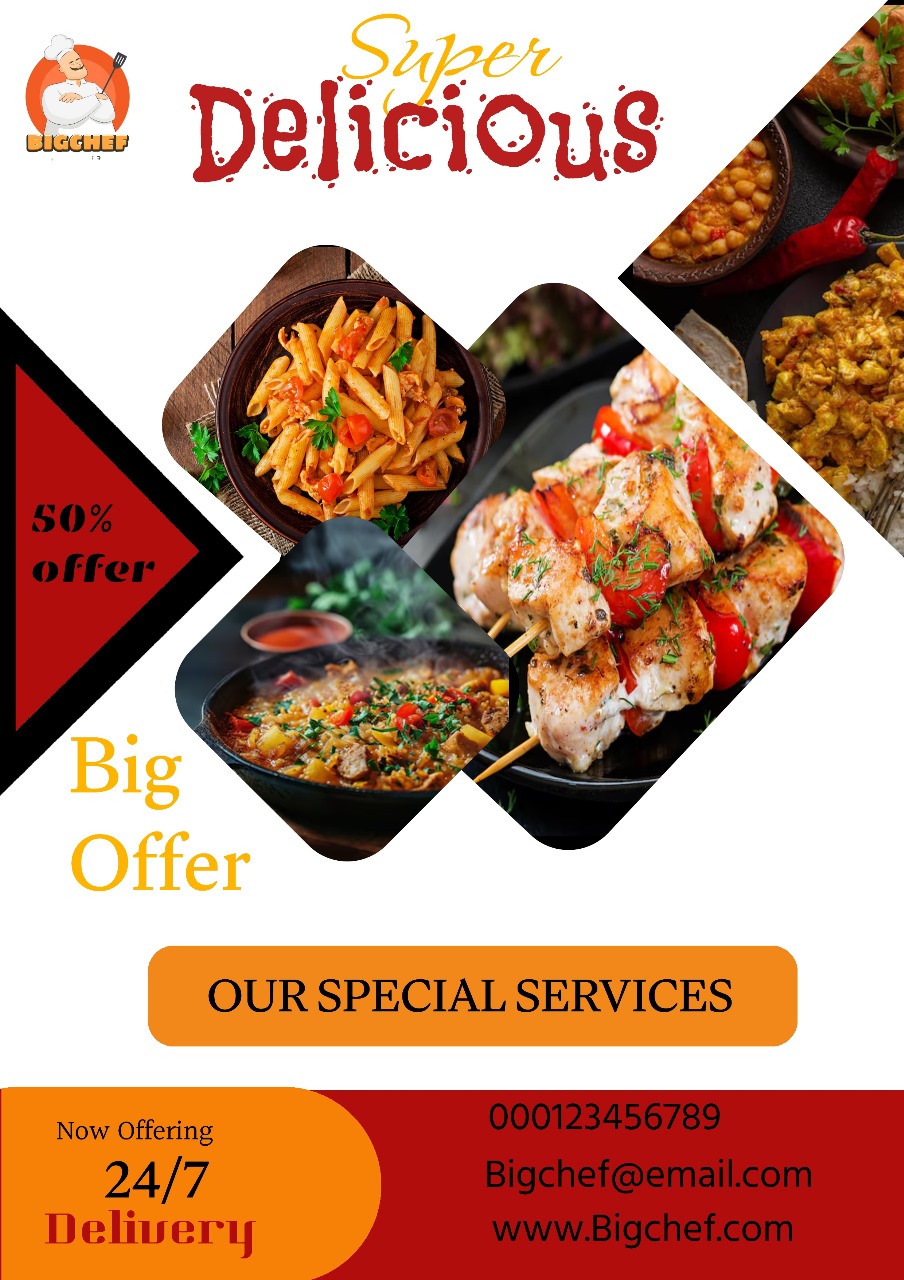 Super
Delicious
BIGCHEF
50%
offer
Big
Offer
OUR SPECIAL SERVICES
Now Offering
24/7
Delivery
000123456789
Bigchef@email.com
www.Bigchef.com